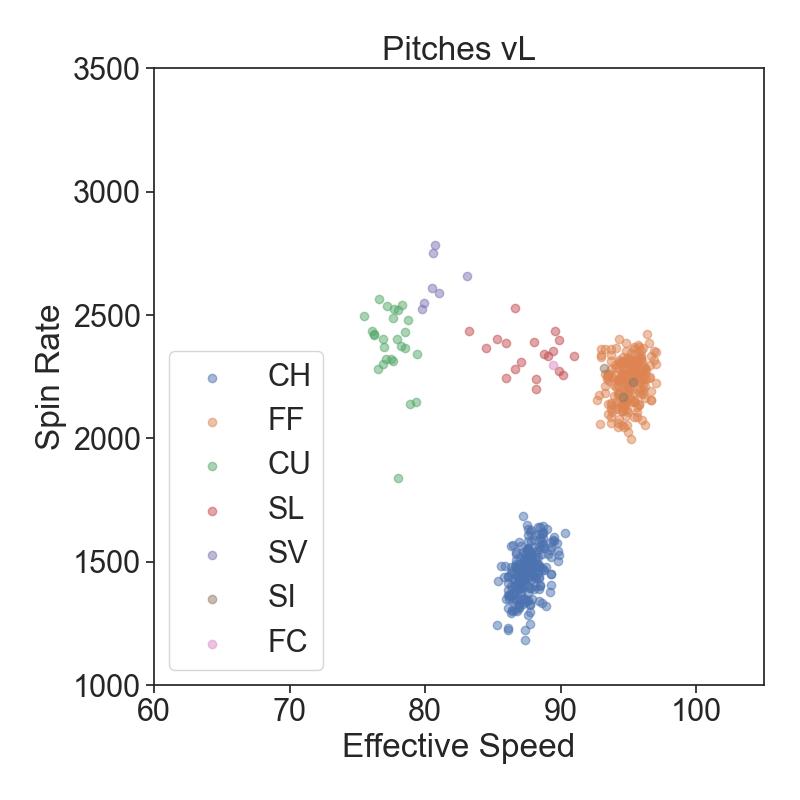 Pitches vL
3500
3000
2500
2000
1500
1000
Spin Rate
CH
FF
CU
SL
SV
SI
FC
60
70
80
90
100
Effective Speed